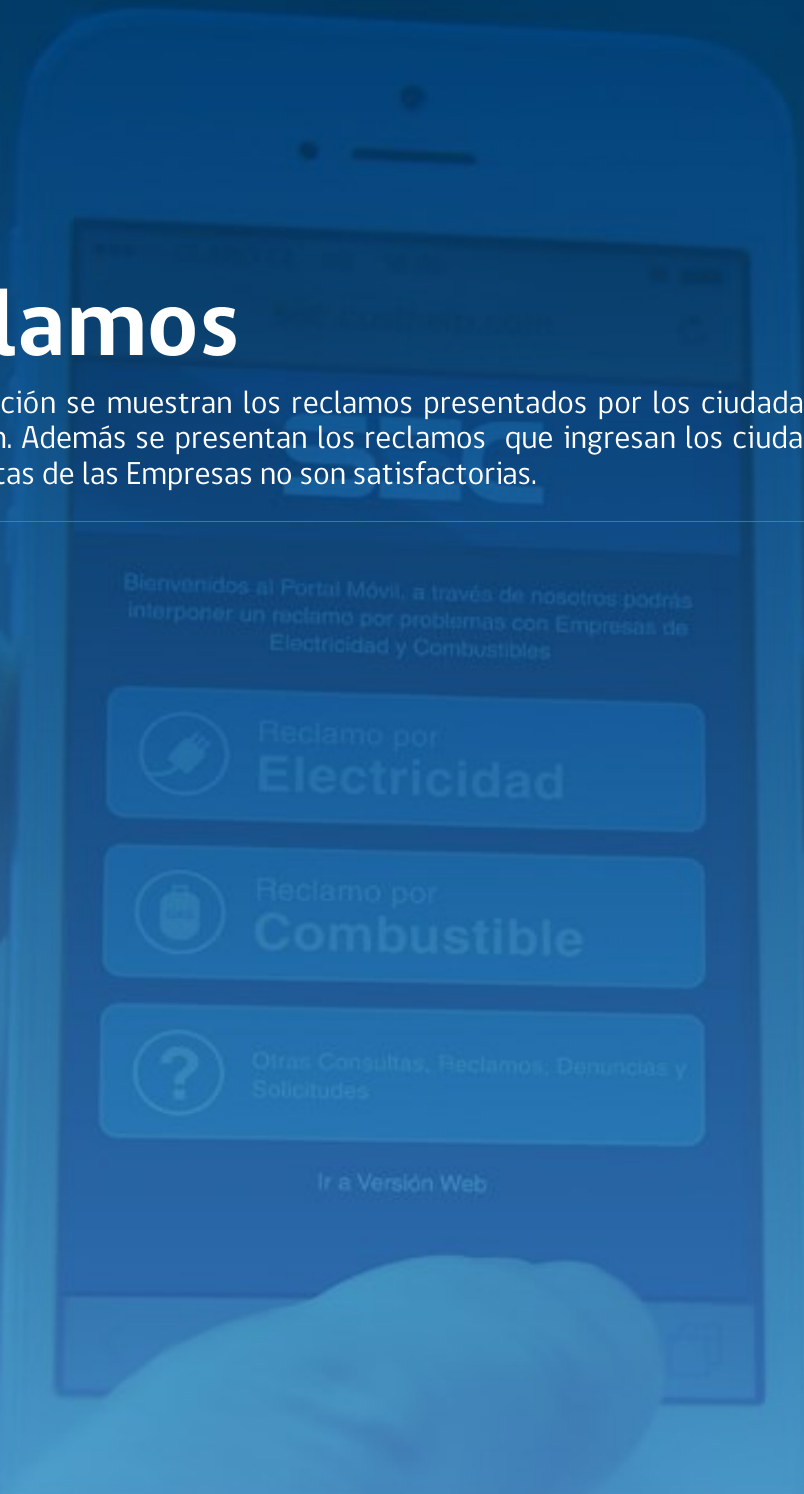 lamos
ción se muestran los reclamos presentados por los ciudada
n. Además se presentan los reclamos que ingresan los ciuda
tas de las Empresas no son satisfactorias.
SEC
Bienvenidos al Portal Móvil, a través de nosotros podrás
interponer un reclamo por problemas con Empresas de
Electricidad y Combustibles
Reclamo por
Electricidad
Reclamo por
Combustible
Otras Consultas, Reclamos, Denuncias y
Solicitudes
Ir a Versión Web